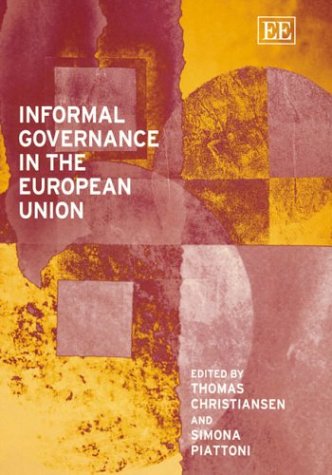 EE
INFORMAL
GOVERNANCE
IN THE
EUROPEAN
UNION
EDITED BY
THOMAS
CHRISTIANSEN
AND
SIMONA
PIATTONI